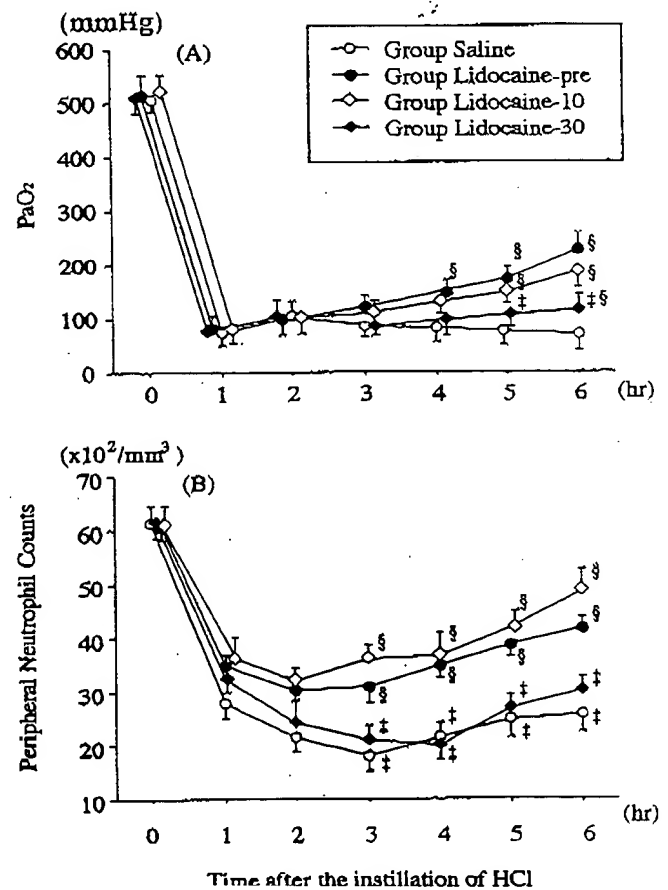 (mmHg)
(A)
600
500
400
300
200
100
0
PaO₂
Group Saline
Group Lidocaine-pre
Group Lidocaine-10
Group Lidocaine-30
§
§
§
§
§
‡
‡§
0 1 2 3 4 5 6 (hr)
(x10²/mm³)
(B)
70
60
50
40
30
20
10
Peripheral Neutrophil Counts
§
§
§
§
§
§
§
§
‡
‡
‡
‡
‡
‡
‡
‡
0 1 2 3 4 5 6 (hr)
Time after the instillation of HCl